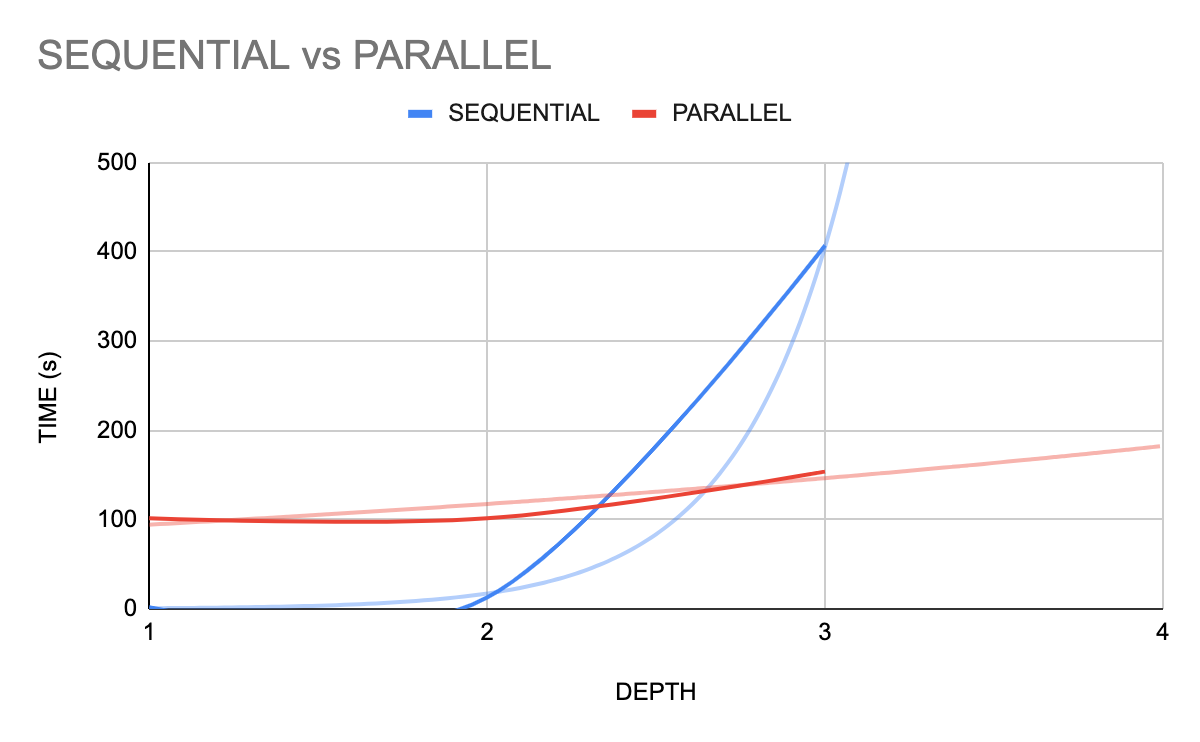 SEQUENTIAL vs PARALLEL
SEQUENTIAL PARALLEL
500
400
300
200
100
0
TIME (s)
1 2 3 4
DEPTH